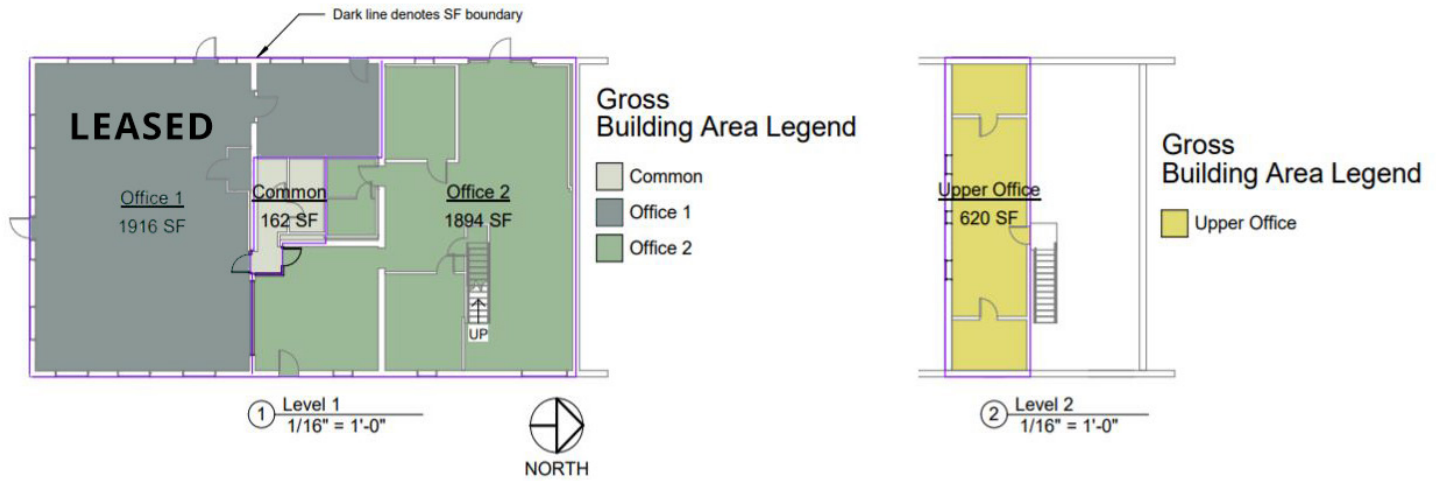 Dark line denotes SF boundary
LEASED
Office 1
1916 SF
Common
162 SF
Office 2
1894 SF
UP
Gross
Building Area Legend
Common
Office 1
Office 2
1
Level 1
1/16" = 1'-0"
NORTH
Upper Office
620 SF
Gross
Building Area Legend
Upper Office
2
Level 2
1/16" = 1'-0"